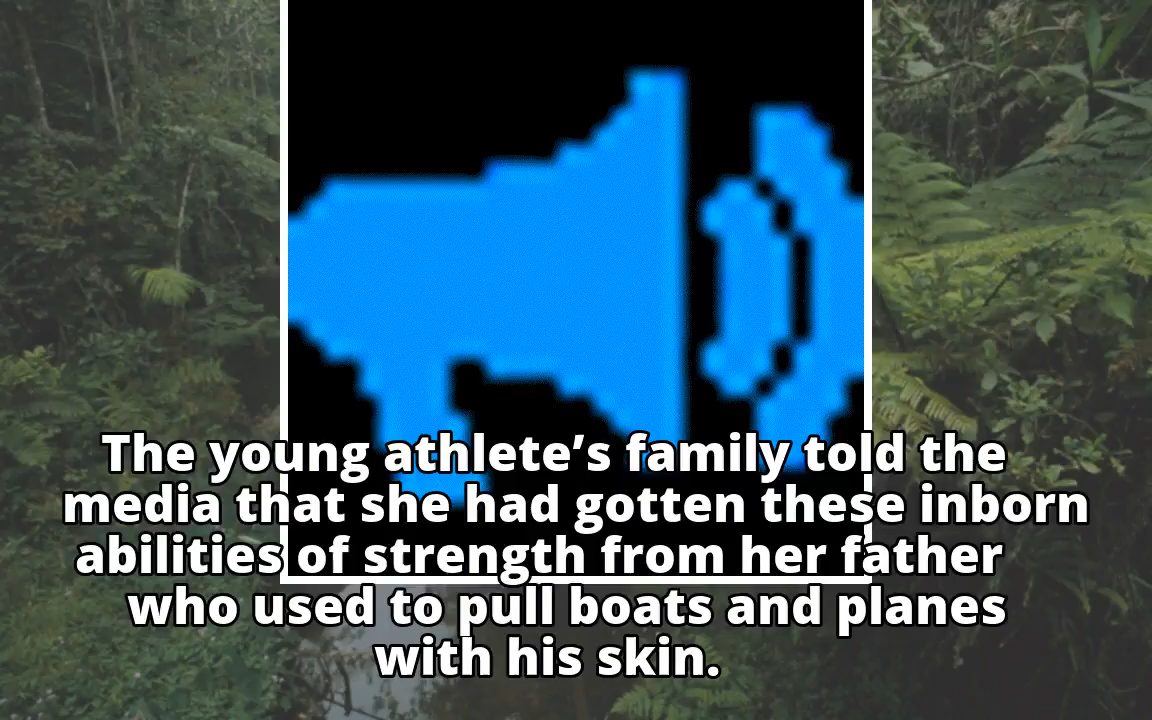 The young athlete’s family told the
media that she had gotten these inborn
abilities of strength from her father
who used to pull boats and planes
with his skin.